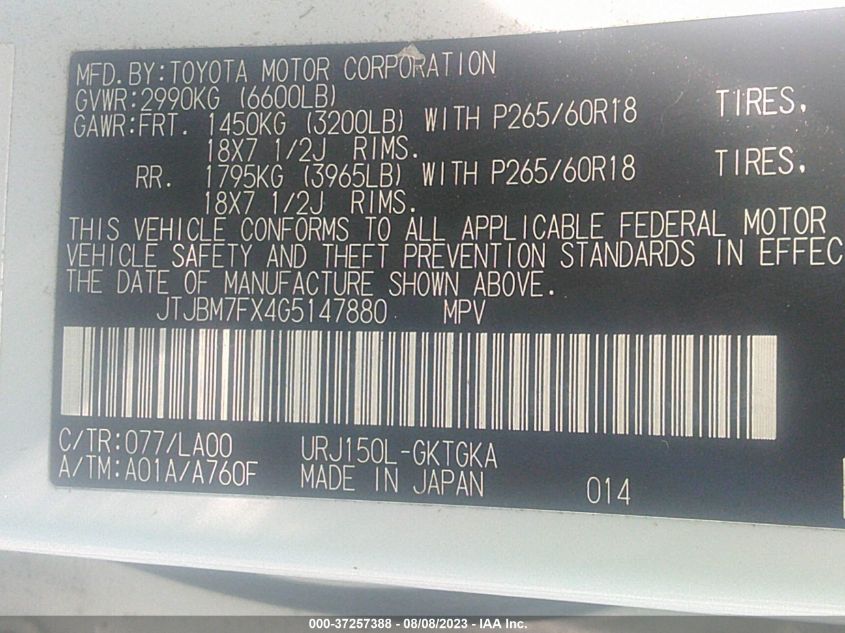 MFD.BY:TOYOTA MOTOR CORPORATION
GVWR:2990KG (6600LB)
GAWR:FRT. 1450KG (3200LB) WITH P265/60R18 TIRES,
18X7 1/2J RIMS.
RR. 1795KG (3965LB) WITH P265/60R18 TIRES,
18X7 1/2J RIMS.
THIS VEHICLE CONFORMS TO ALL APPLICABLE FEDERAL MOTOR
VEHICLE SAFETY AND THEFT PREVENTION STANDARDS IN EFFEC
THE DATE OF MANUFACTURE SHOWN ABOVE.
JTJBM7FX4G5147880 MPV
C/TR:077/LA00 URJ150L-GKTGKA
A/TM:A01A/A760F MADE IN JAPAN 014
000-37257388 - 08/08/2023 - IAA Inc.